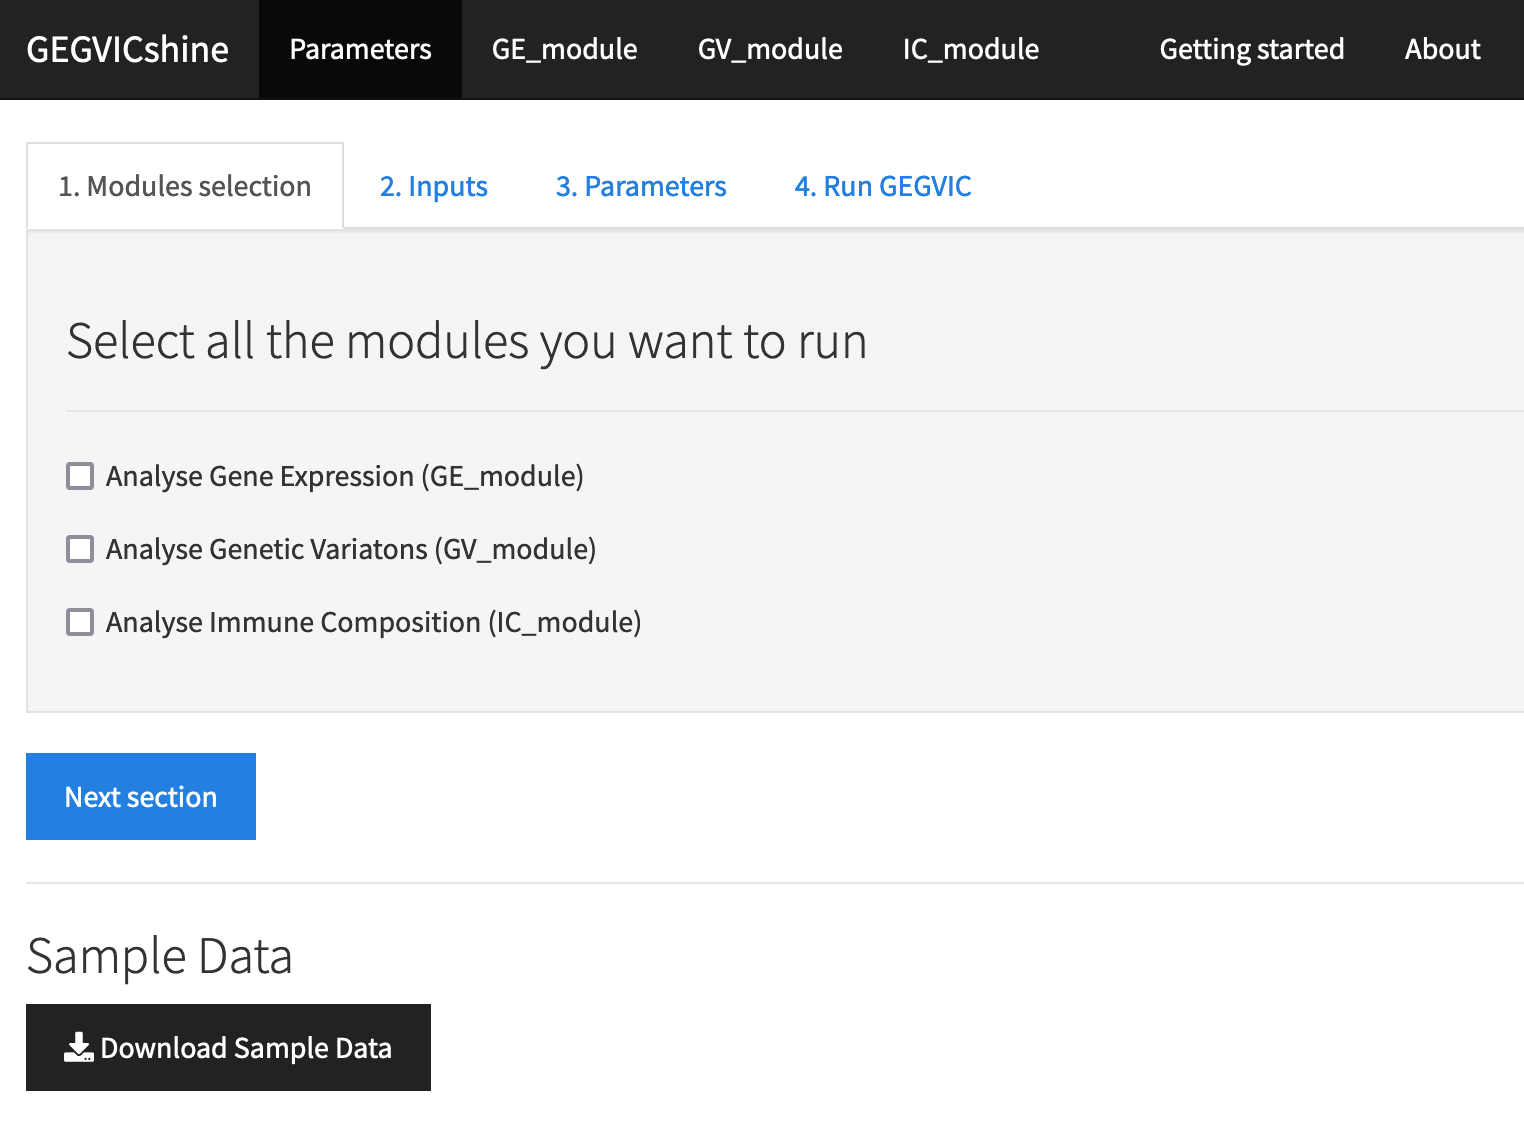 GEGVICshine Parameters GE_module GV_module IC_module Getting started About
1. Modules selection 2. Inputs 3. Parameters 4. Run GEGVIC
Select all the modules you want to run
Analyse Gene Expression (GE_module)
Analyse Genetic Variatons (GV_module)
Analyse Immune Composition (IC_module)
Next section
Sample Data
Download Sample Data